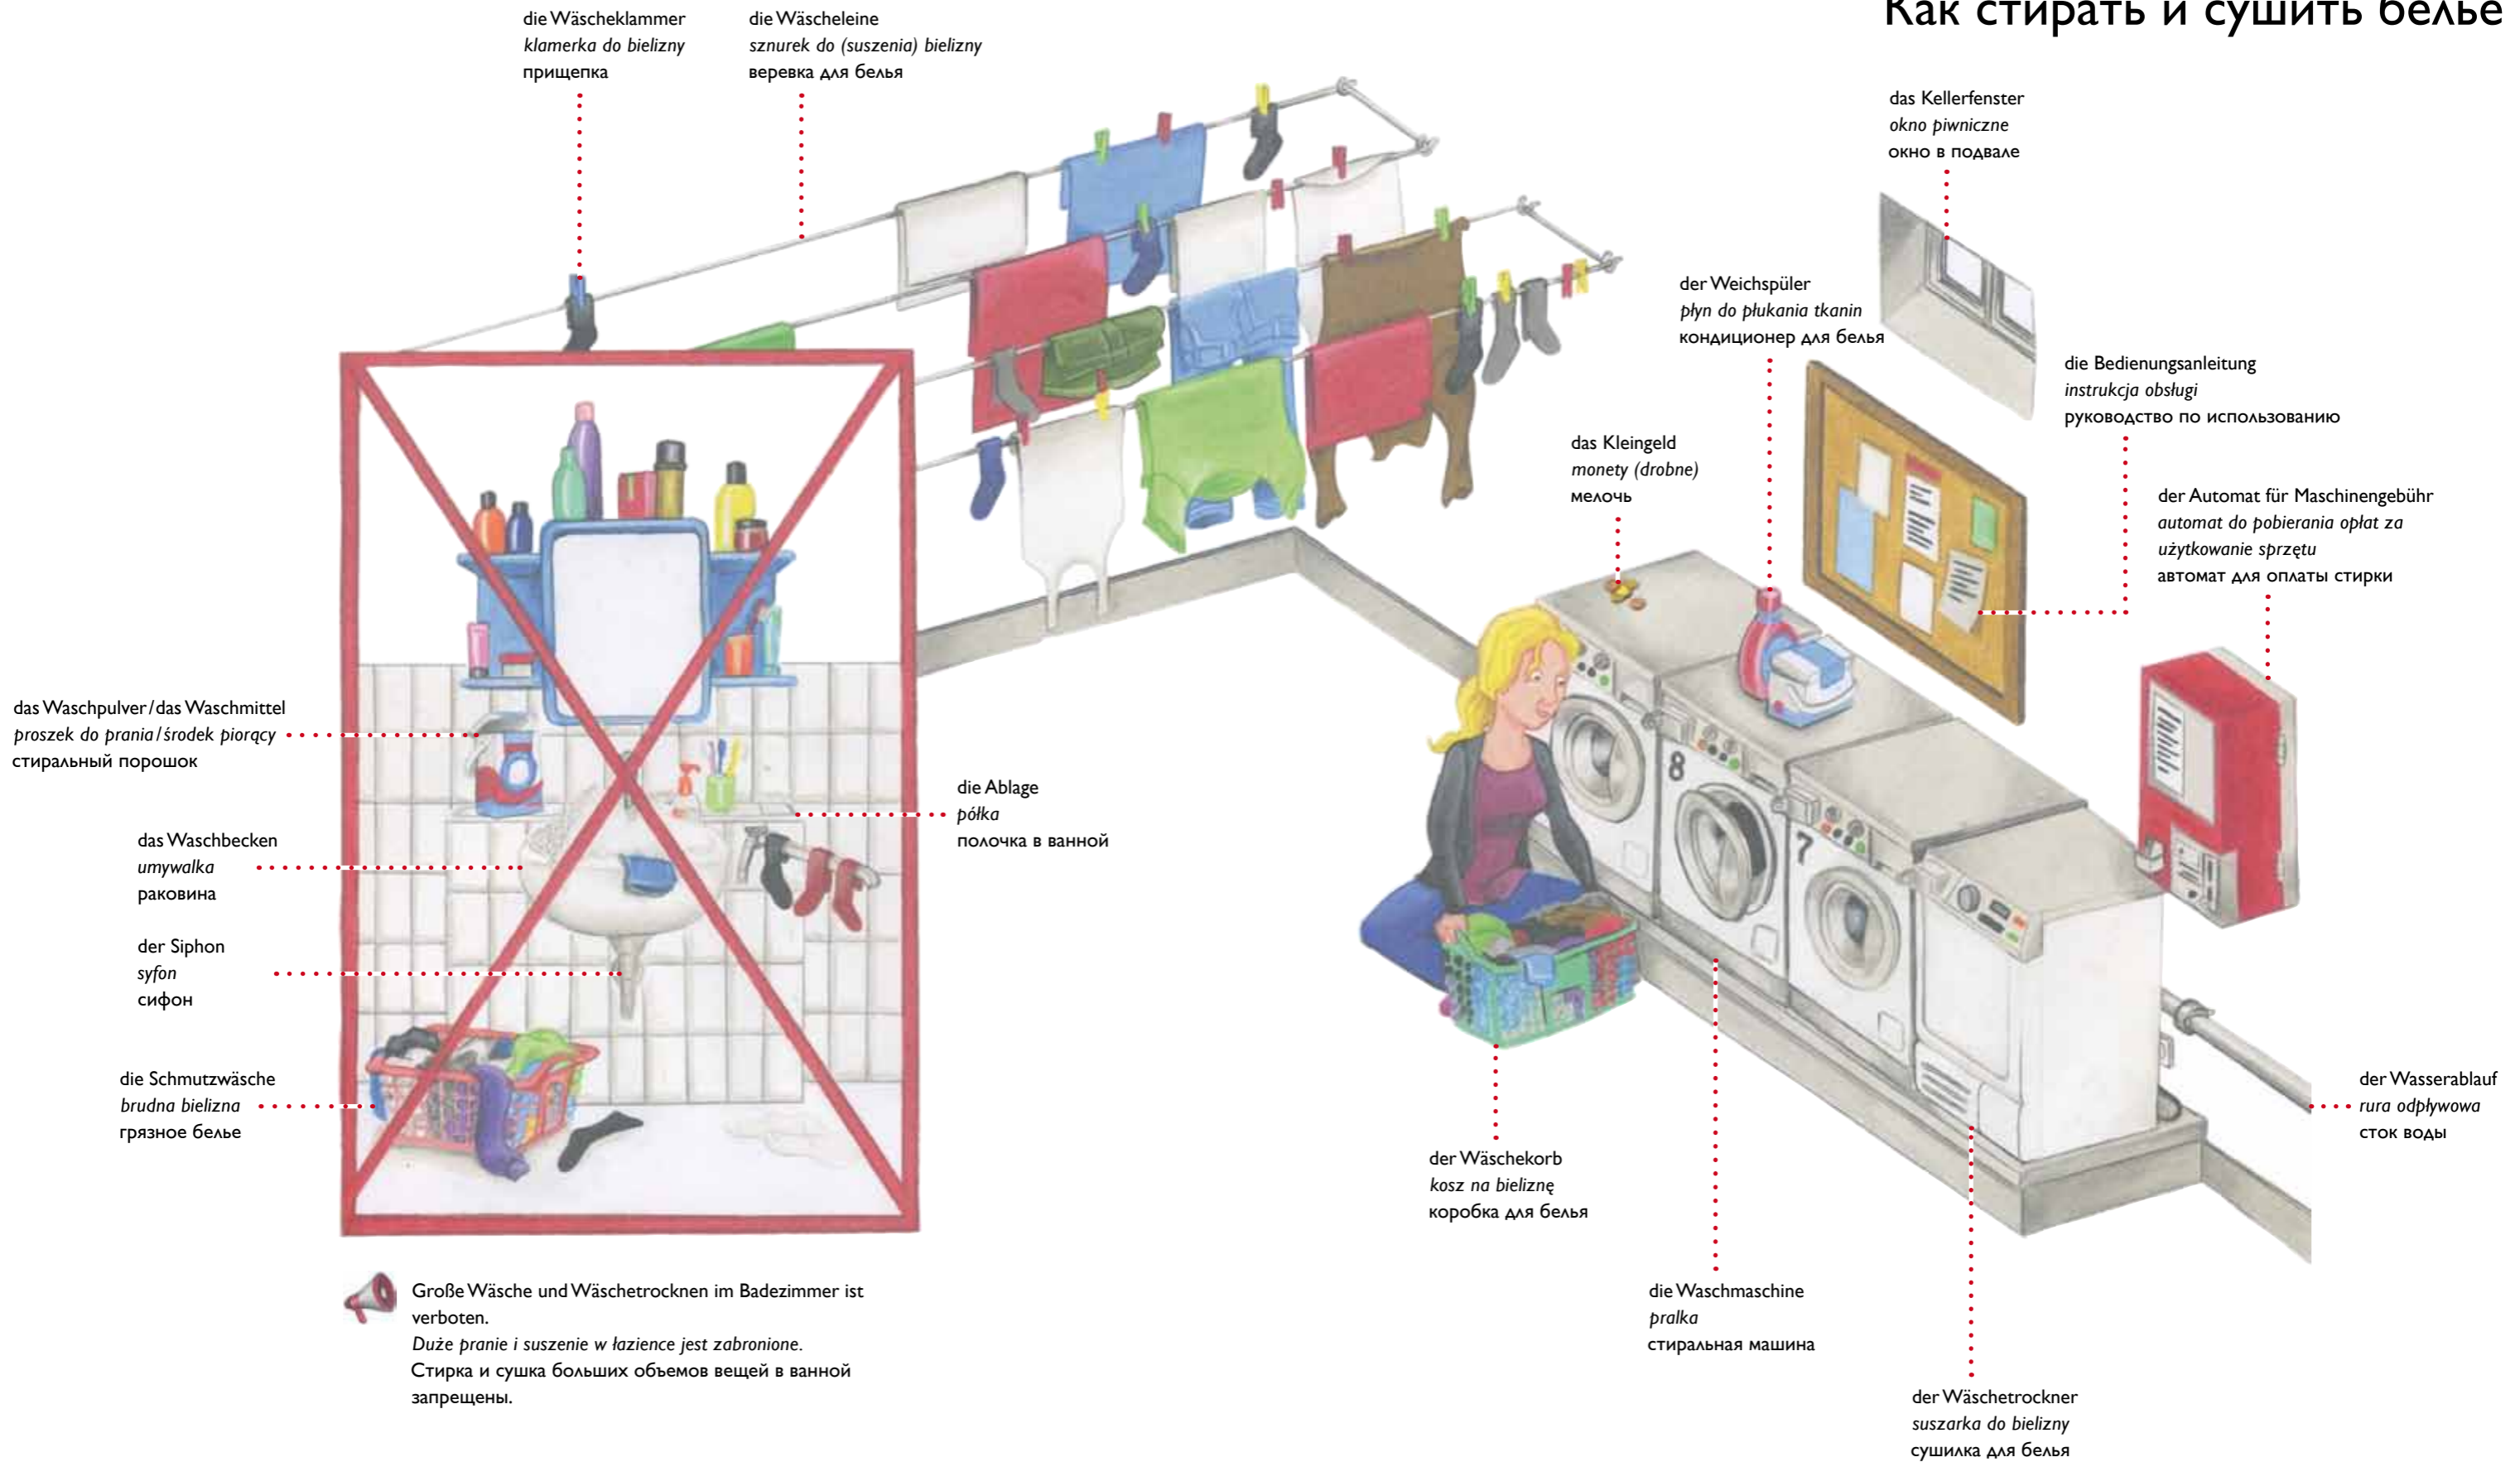 Как стирать и сушить белье
die Wäscheklammer
klamerka do bielizny
прищепка
die Wäscheleine
sznurek do (suszenia) bielizny
веревка для белья
das Kellerfenster
okno piwniczne
окно в подвале
der Weichspüler
płyn do płukania tkanin
кондиционер для белья
die Bedienungsanleitung
instrukcja obsługi
руководство по использованию
das Kleingeld
monety (drobne)
мелочь
der Automat für Maschinengebühr
automat do pobierania opłat za
użytkowanie sprzętu
автомат для оплаты стирки
das Waschpulver/das Waschmittel
proszek do prania/środek piorący
стиральный порошок
die Ablage
półka
полочка в ванной
das Waschbecken
umywalka
раковина
der Siphon
syfon
сифон
die Schmutzwäsche
brudna bielizna
грязное белье
8
7
der Wasserablauf
rura odpływowa
сток воды
der Wäschekorb
kosz na bieliznę
коробка для белья
die Waschmaschine
pralka
стиральная машина
der Wäschetrockner
suszarka do bielizny
сушилка для белья
Große Wäsche und Wäschetrocknen im Badezimmer ist
verboten.
Duże pranie i suszenie w łazience jest zabronione.
Стирка и сушка больших объемов вещей в ванной
запрещены.